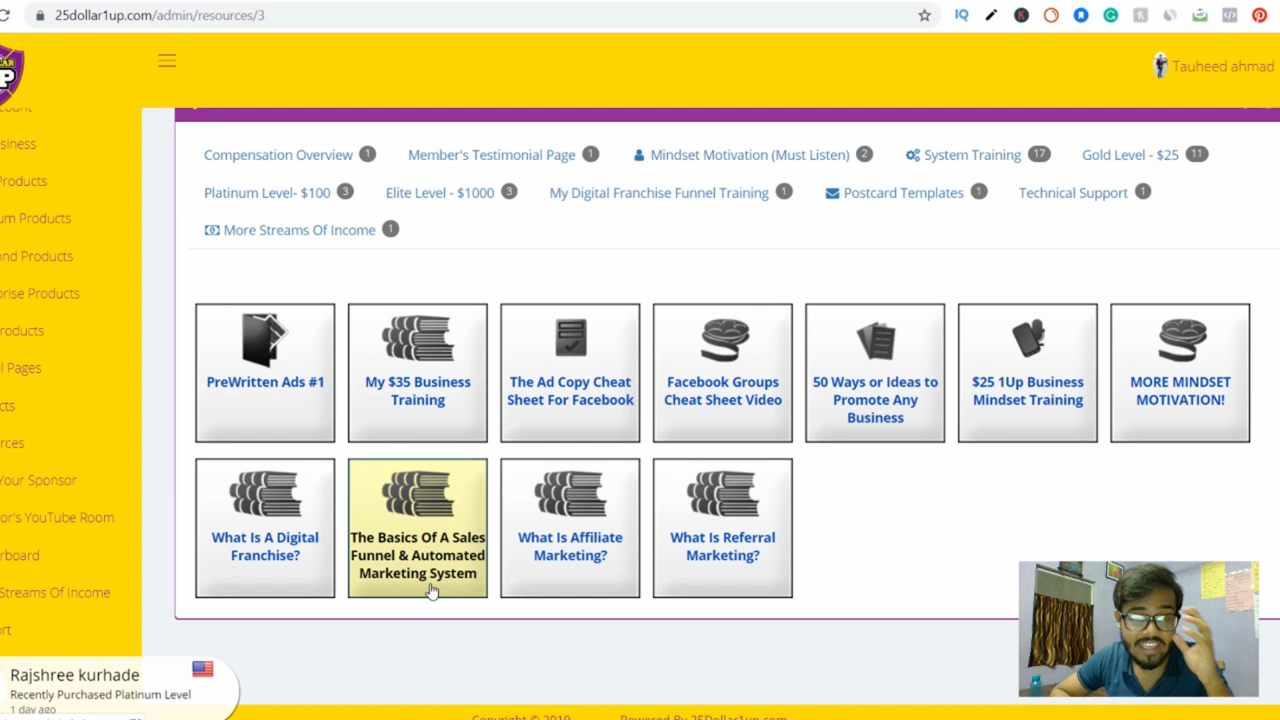 25dollar1up.com/admin/resources/3
IQ
Tauheed ahmad
siness
Products
um Products
ond Products
prise Products
roducts
l Pages
cts
rces
Your Sponsor
or's YouTube Room
rboard
Streams Of Income
rt
Compensation Overview 1
Member's Testimonial Page 1
Mindset Motivation (Must Listen) 2
System Training 17
Gold Level - $25 11
Platinum Level- $100 3
Elite Level - $1000 3
My Digital Franchise Funnel Training 1
Postcard Templates 1
Technical Support 1
More Streams Of Income 1
PreWritten Ads #1
My $35 Business
Training
The Ad Copy Cheat
Sheet For Facebook
Facebook Groups
Cheat Sheet Video
50 Ways or Ideas to
Promote Any
Business
$25 1Up Business
Mindset Training
MORE MINDSET
MOTIVATION!
What Is A Digital
Franchise?
The Basics Of A Sales
Funnel & Automated
Marketing System
What Is Affiliate
Marketing?
What Is Referral
Marketing?
Rajshree kurhade
Recently Purchased Platinum Level
1 day ago
Copyright © 2019
Powered By 25Dollar1up.com